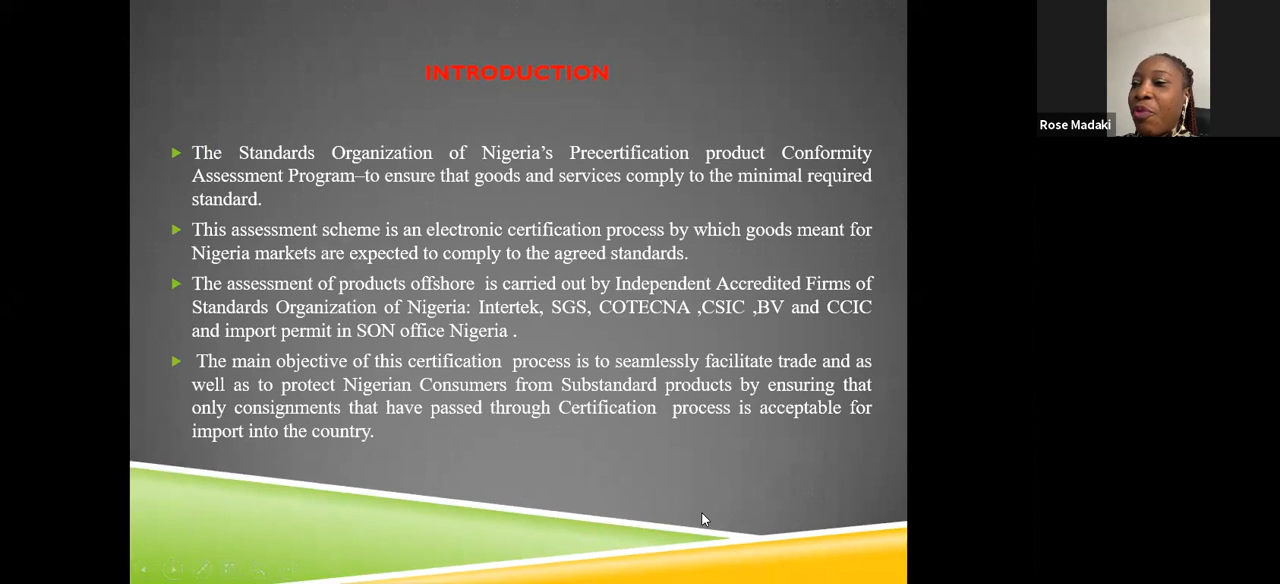 INTRODUCTION
The Standards Organization of Nigeria's Precertification product Conformity
Assessment Program–to ensure that goods and services comply to the minimal required
standard.
This assessment scheme is an electronic certification process by which goods meant for
Nigeria markets are expected to comply to the agreed standards.
The assessment of products offshore is carried out by Independent Accredited Firms of
Standards Organization of Nigeria: Intertek, SGS, COTECNA ,CSIC ,BV and CCIC
and import permit in SON office Nigeria .
The main objective of this certification process is to seamlessly facilitate trade and as
well as to protect Nigerian Consumers from Substandard products by ensuring that
only consignments that have passed through Certification process is acceptable for
import into the country.
Rose Madaki